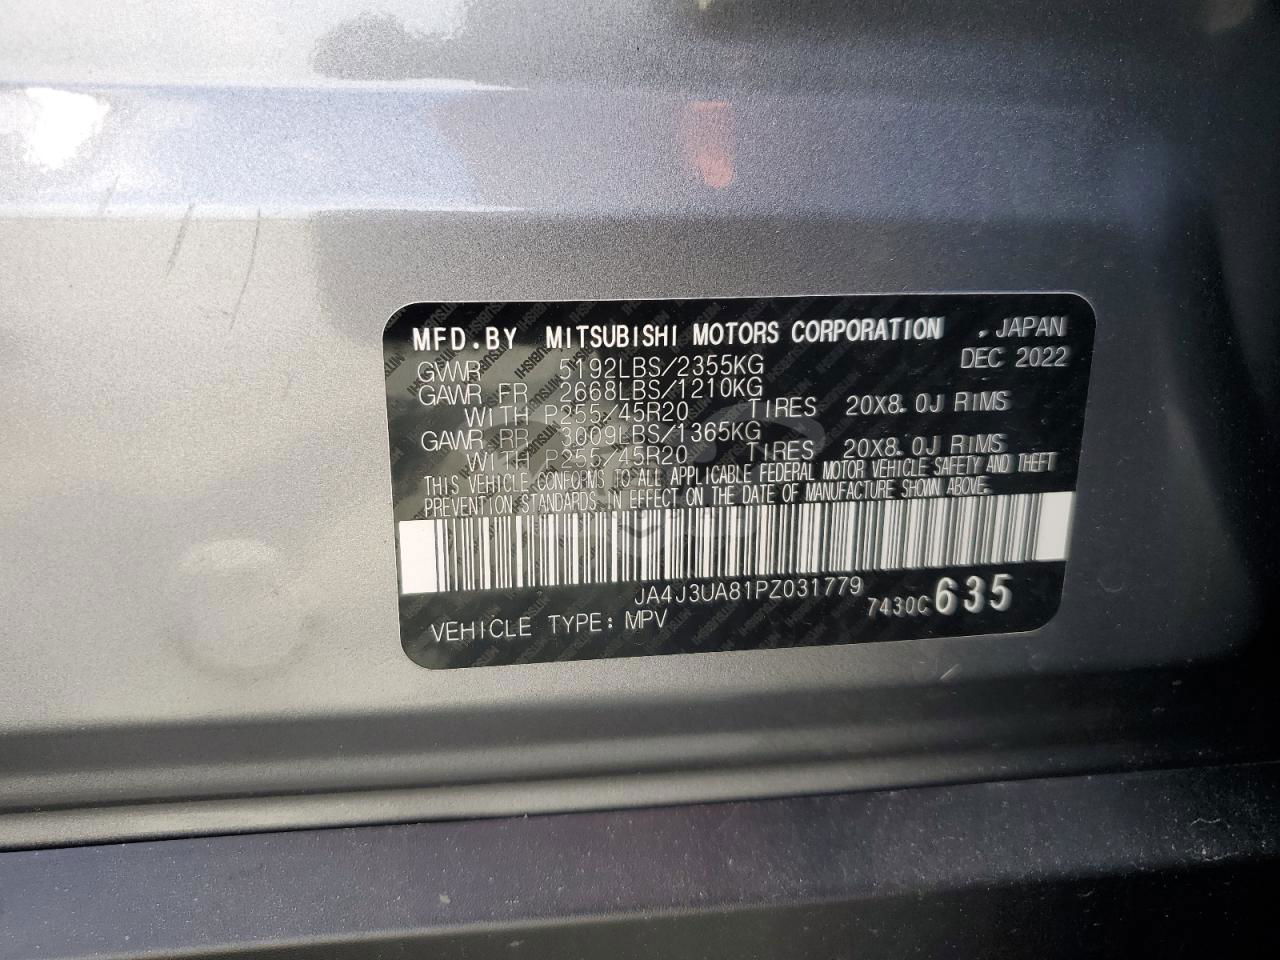 MFD.BY MITSUBISHI MOTORS CORPORATION , JAPAN
GVWR 5192LBS/2355KG DEC 2022
GAWR FR 2668LBS/1210KG
WITH P255/45R20 TIRES 20X8.0J RIMS
GAWR RR 3009LBS/1365KG
WITH P255/45R20 TIRES 20X8.0J RIMS
THIS VEHICLE CONFORMS TO ALL APPLICABLE FEDERAL MOTOR VEHICLE SAFETY AND THEFT
PREVENTION STANDARDS IN EFFECT ON THE DATE OF MANUFACTURE SHOWN ABOVE.
JA4J3UA81PZ031779
VEHICLE TYPE: MPV 7430C 635